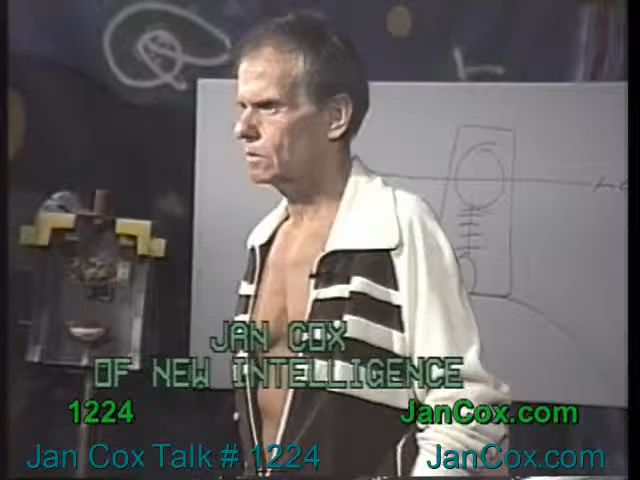 JAN COX
OF NEW INTELLIGENCE
1224 JanCox.com
Jan Cox Talk # 1224 JanCox.com